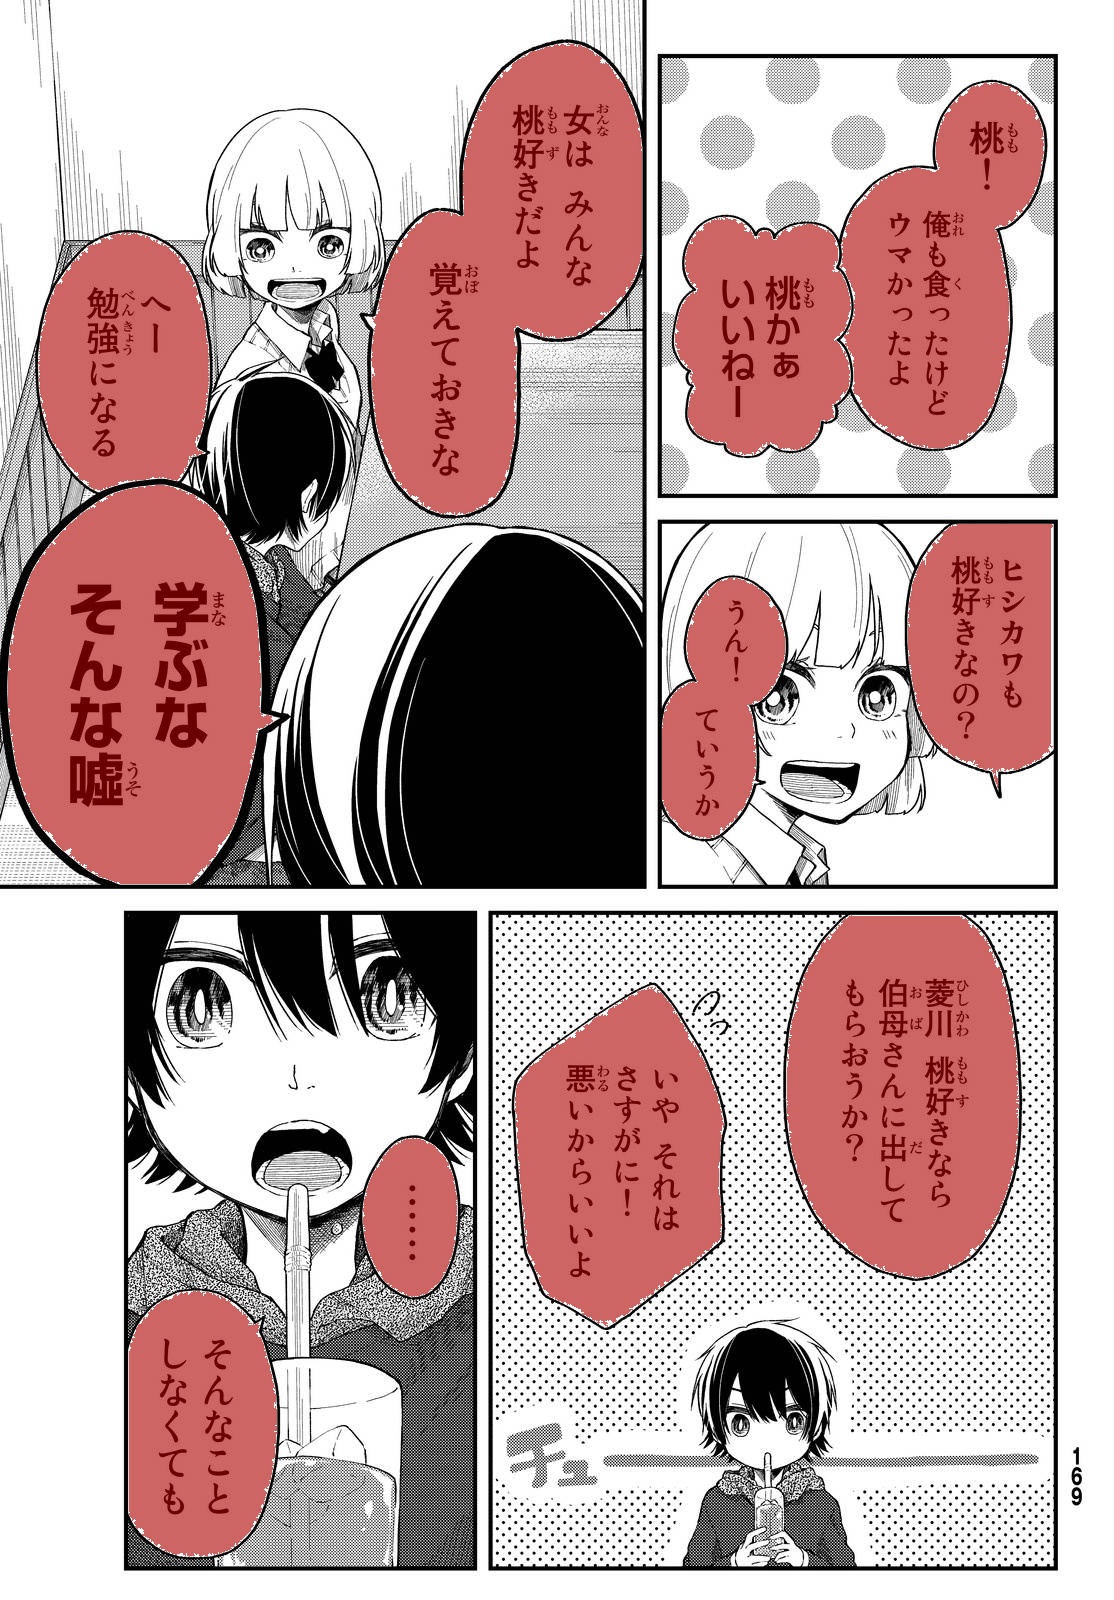 桃！
俺も食ったけど
ウマかったよ
桃かぁ
いいねー
ヒシカワも
桃好きなの？
うん！
ていうか
女は みんな
桃好きだよ
覚えておきな
へー
勉強になる
学ぶな
そんな嘘
菱川 桃好きなら
伯母さんに出して
もらおうか？
いや それは
さすがに！
悪いからいいよ
チュー
……
そんなこと
しなくても
169